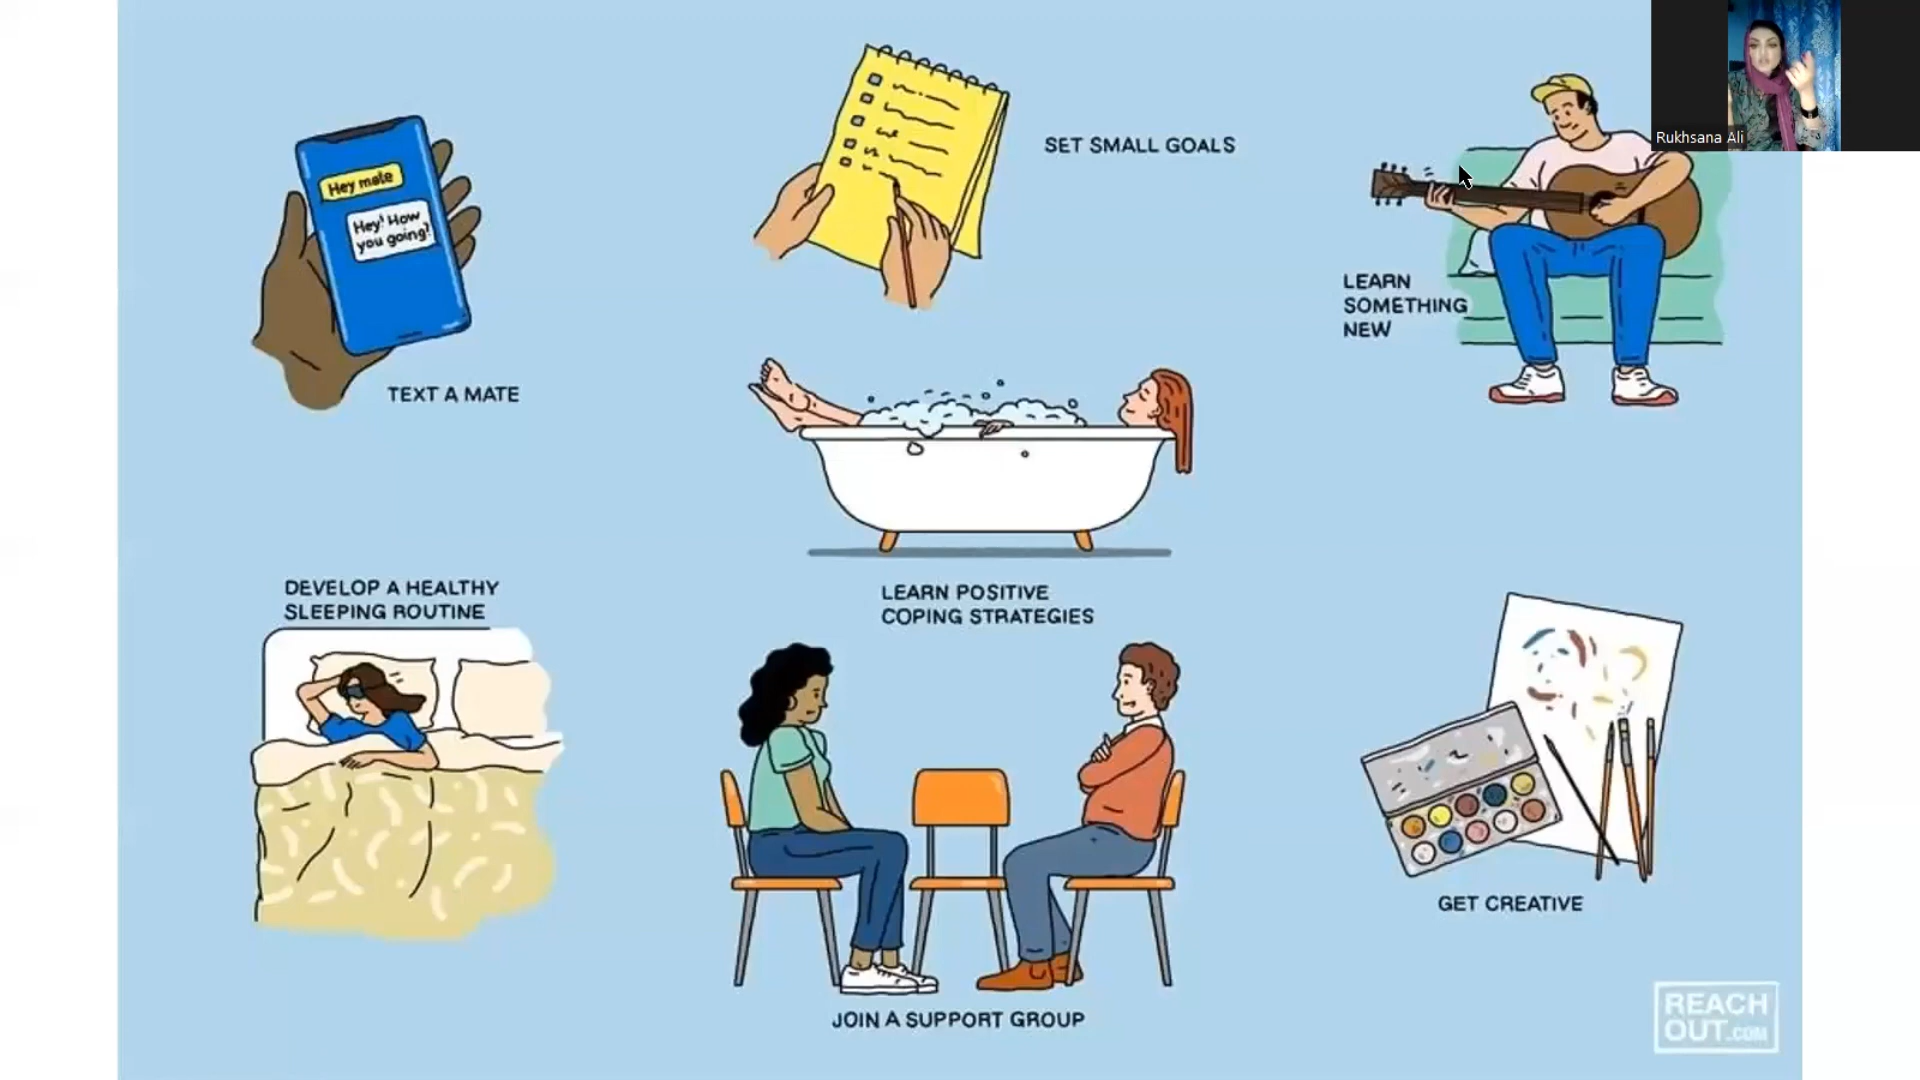 Rukhsana Ali
SET SMALL GOALS
Hey mate
Hey! How
you going?
TEXT A MATE
LEARN
SOMETHING
NEW
DEVELOP A HEALTHY
SLEEPING ROUTINE
LEARN POSITIVE
COPING STRATEGIES
GET CREATIVE
JOIN A SUPPORT GROUP
REACH
OUT.COM